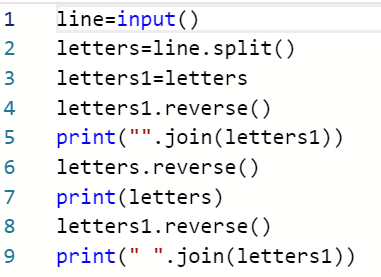 1 line=input()
2 letters=line.split()
3 letters1=letters
4 letters1.reverse()
5 print("".join(letters1))
6 letters.reverse()
7 print(letters)
8 letters1.reverse()
9 print(" ".join(letters1))